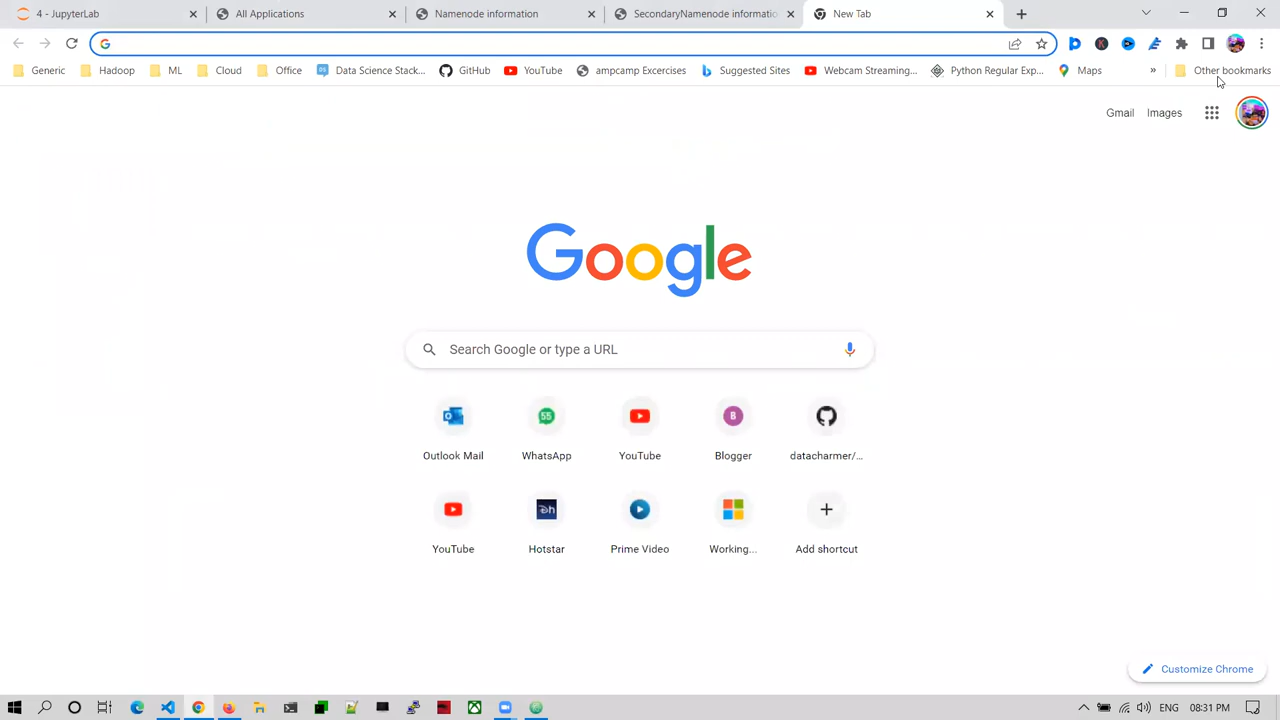 4 - JupyterLab
All Applications
Namenode information
SecondaryNamenode informatio
New Tab
Generic
Hadoop
ML
Cloud
Office
DS
Data Science Stack...
GitHub
YouTube
ampcamp Excercises
Suggested Sites
Webcam Streaming...
Python Regular Exp...
Maps
»
Other bookmarks
Gmail
Images
Google
Search Google or type a URL
55
B
Outlook Mail
WhatsApp
YouTube
Blogger
datacharmer/...
YouTube
Hotstar
Prime Video
Working...
Add shortcut
Customize Chrome
ENG
08:31 PM